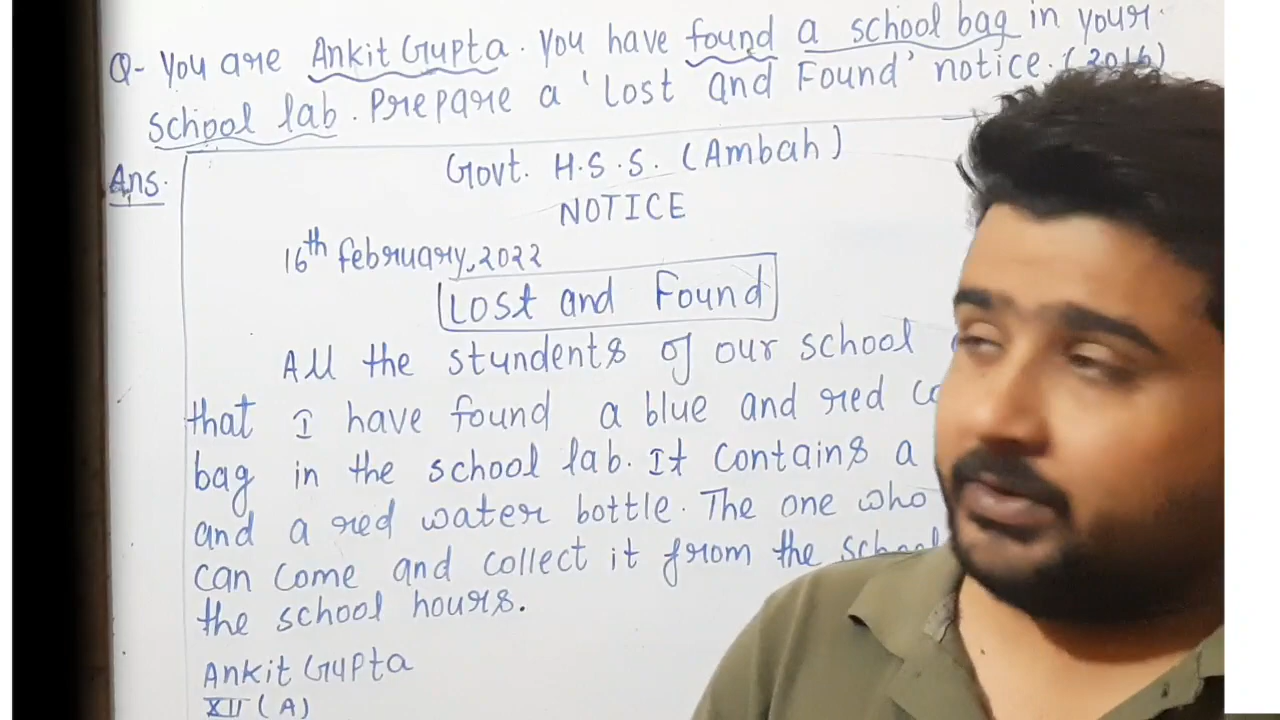 Q- You are Ankit Gupta. You have found a school bag in your
school lab. Prepare a 'Lost and Found' notice. (2016)
Ans.
Govt. H.S.S. (Ambah)
NOTICE
16th february, 2022
Lost and Found
All the stundents of our school
that I have found a blue and red
bag in the school lab. It contains a
and a red water bottle. The one who
can come and collect it from the school
the school hours.
Ankit Gupta
XII (A)